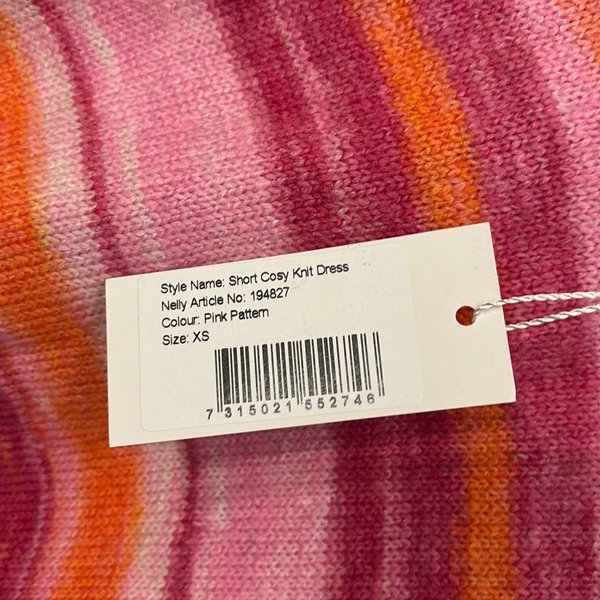 Style Name: Short Cosy Knit Dress
Nelly Article No: 194827
Colour: Pink Pattern
Size: XS
7 315021 552746